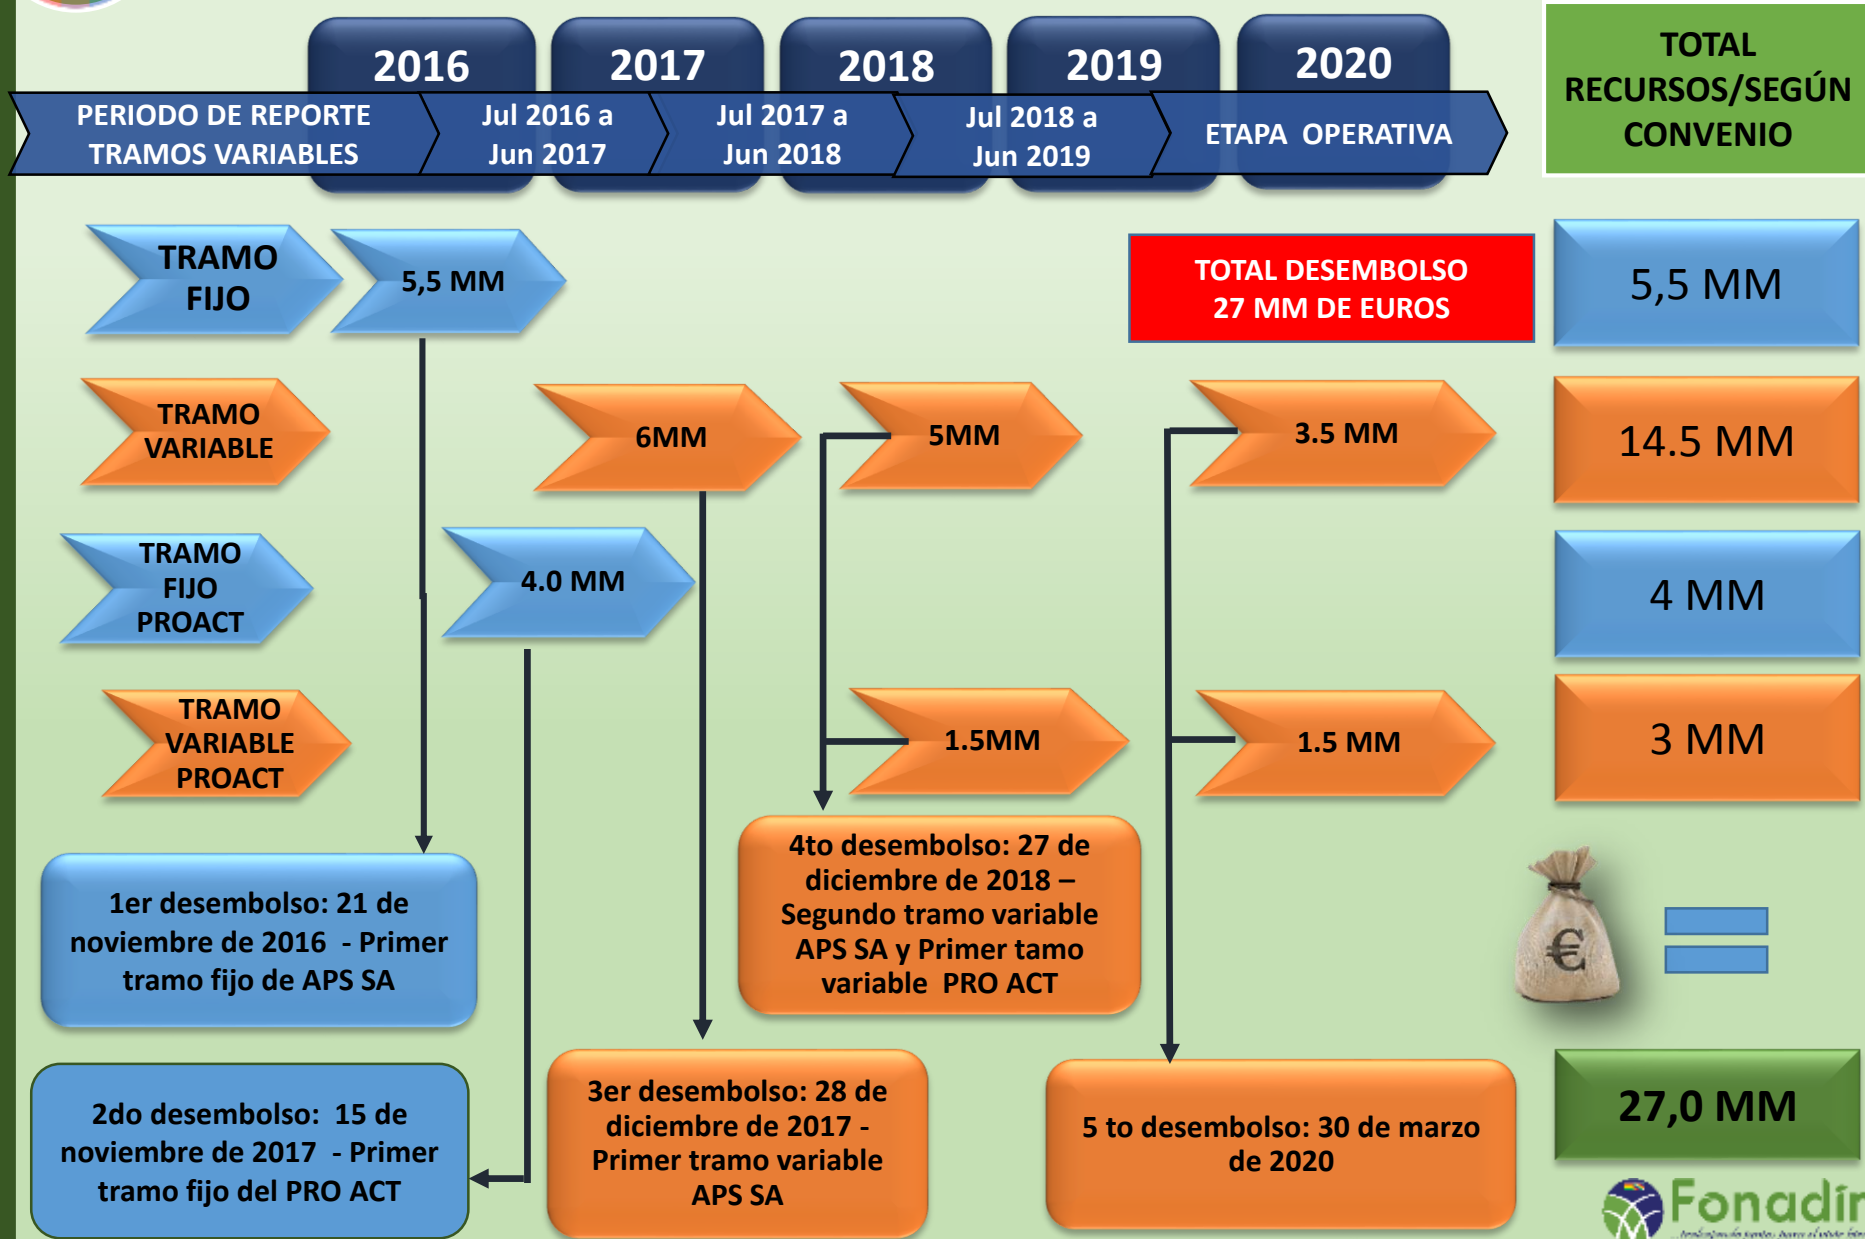 2016
2017
2018
2019
2020
TOTAL
RECURSOS/SEGÚN
CONVENIO
PERIODO DE REPORTE
TRAMOS VARIABLES
Jul 2016 a
Jun 2017
Jul 2017 a
Jun 2018
Jul 2018 a
Jun 2019
ETAPA OPERATIVA
TRAMO
FIJO
5,5 MM
TOTAL DESEMBOLSO
27 MM DE EUROS
5,5 MM
TRAMO
VARIABLE
6MM
5MM
3.5 MM
14.5 MM
TRAMO
FIJO
PROACT
4.0 MM
4 MM
TRAMO
VARIABLE
PROACT
1.5MM
1.5 MM
3 MM
1er desembolso: 21 de
noviembre de 2016 - Primer
tramo fijo de APS SA
4to desembolso: 27 de
diciembre de 2018 –
Segundo tramo variable
APS SA y Primer tamo
variable PRO ACT
€
2do desembolso: 15 de
noviembre de 2017 - Primer
tramo fijo del PRO ACT
3er desembolso: 28 de
diciembre de 2017 -
Primer tramo variable
APS SA
5 to desembolso: 30 de marzo
de 2020
27,0 MM
Fonadin